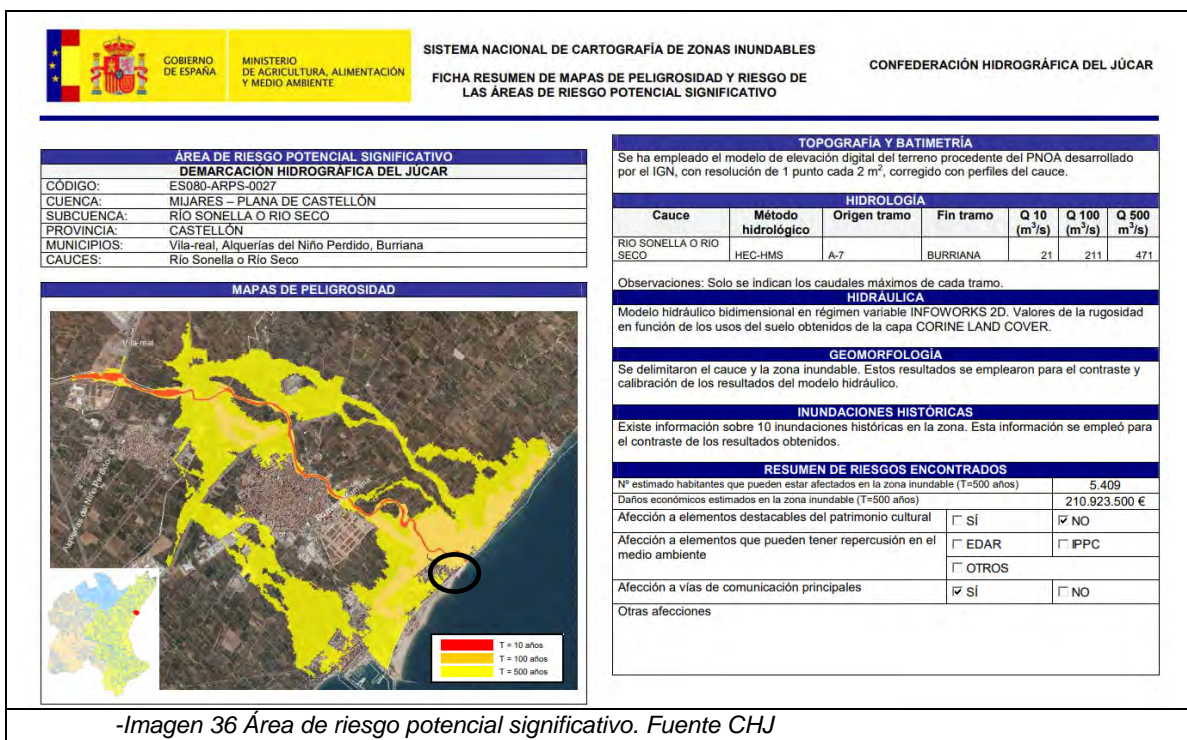 GOBIERNO
DE ESPAÑA
MINISTERIO
DE AGRICULTURA, ALIMENTACIÓN
Y MEDIO AMBIENTE
SISTEMA NACIONAL DE CARTOGRAFÍA DE ZONAS INUNDABLES
FICHA RESUMEN DE MAPAS DE PELIGROSIDAD Y RIESGO DE
LAS ÁREAS DE RIESGO POTENCIAL SIGNIFICATIVO
CONFEDERACIÓN HIDROGRÁFICA DEL JÚCAR
ÁREA DE RIESGO POTENCIAL SIGNIFICATIVO
DEMARCACIÓN HIDROGRÁFICA DEL JÚCAR
CÓDIGO: ES080-ARPS-0027
CUENCA: MIJARES – PLANA DE CASTELLÓN
SUBCUENCA: RÍO SONELLA O RIO SECO
PROVINCIA: CASTELLÓN
MUNICIPIOS: Vila-real, Alquerías del Niño Perdido, Burriana
CAUCES: Río Sonella o Río Seco
MAPAS DE PELIGROSIDAD
Vila-real
Alquerías del Niño Perdido
T = 10 años
T = 100 años
T = 500 años
TOPOGRAFÍA Y BATIMETRÍA
Se ha empleado el modelo de elevación digital del terreno procedente del PNOA desarrollado
por el IGN, con resolución de 1 punto cada 2 m², corregido con perfiles del cauce.
HIDROLOGÍA
Cauce Método hidrológico Origen tramo Fin tramo Q 10 (m³/s) Q 100 (m³/s) Q 500 m³/s)
RIO SONELLA O RIO SECO HEC-HMS A-7 BURRIANA 21 211 471
Observaciones: Solo se indican los caudales máximos de cada tramo.
HIDRÁULICA
Modelo hidráulico bidimensional en régimen variable INFOWORKS 2D. Valores de la rugosidad
en función de los usos del suelo obtenidos de la capa CORINE LAND COVER.
GEOMORFOLOGÍA
Se delimitaron el cauce y la zona inundable. Estos resultados se emplearon para el contraste y
calibración de los resultados del modelo hidráulico.
INUNDACIONES HISTÓRICAS
Existe información sobre 10 inundaciones históricas en la zona. Esta información se empleó para
el contraste de los resultados obtenidos.
RESUMEN DE RIESGOS ENCONTRADOS
Nº estimado habitantes que pueden estar afectados en la zona inundable (T=500 años) 5.409
Daños económicos estimados en la zona inundable (T=500 años) 210.923.500 €
Afección a elementos destacables del patrimonio cultural SÍ NO
Afección a elementos que pueden tener repercusión en el
medio ambiente EDAR IPPC
OTROS
Afección a vías de comunicación principales SÍ NO
Otras afecciones
-Imagen 36 Área de riesgo potencial significativo. Fuente CHJ